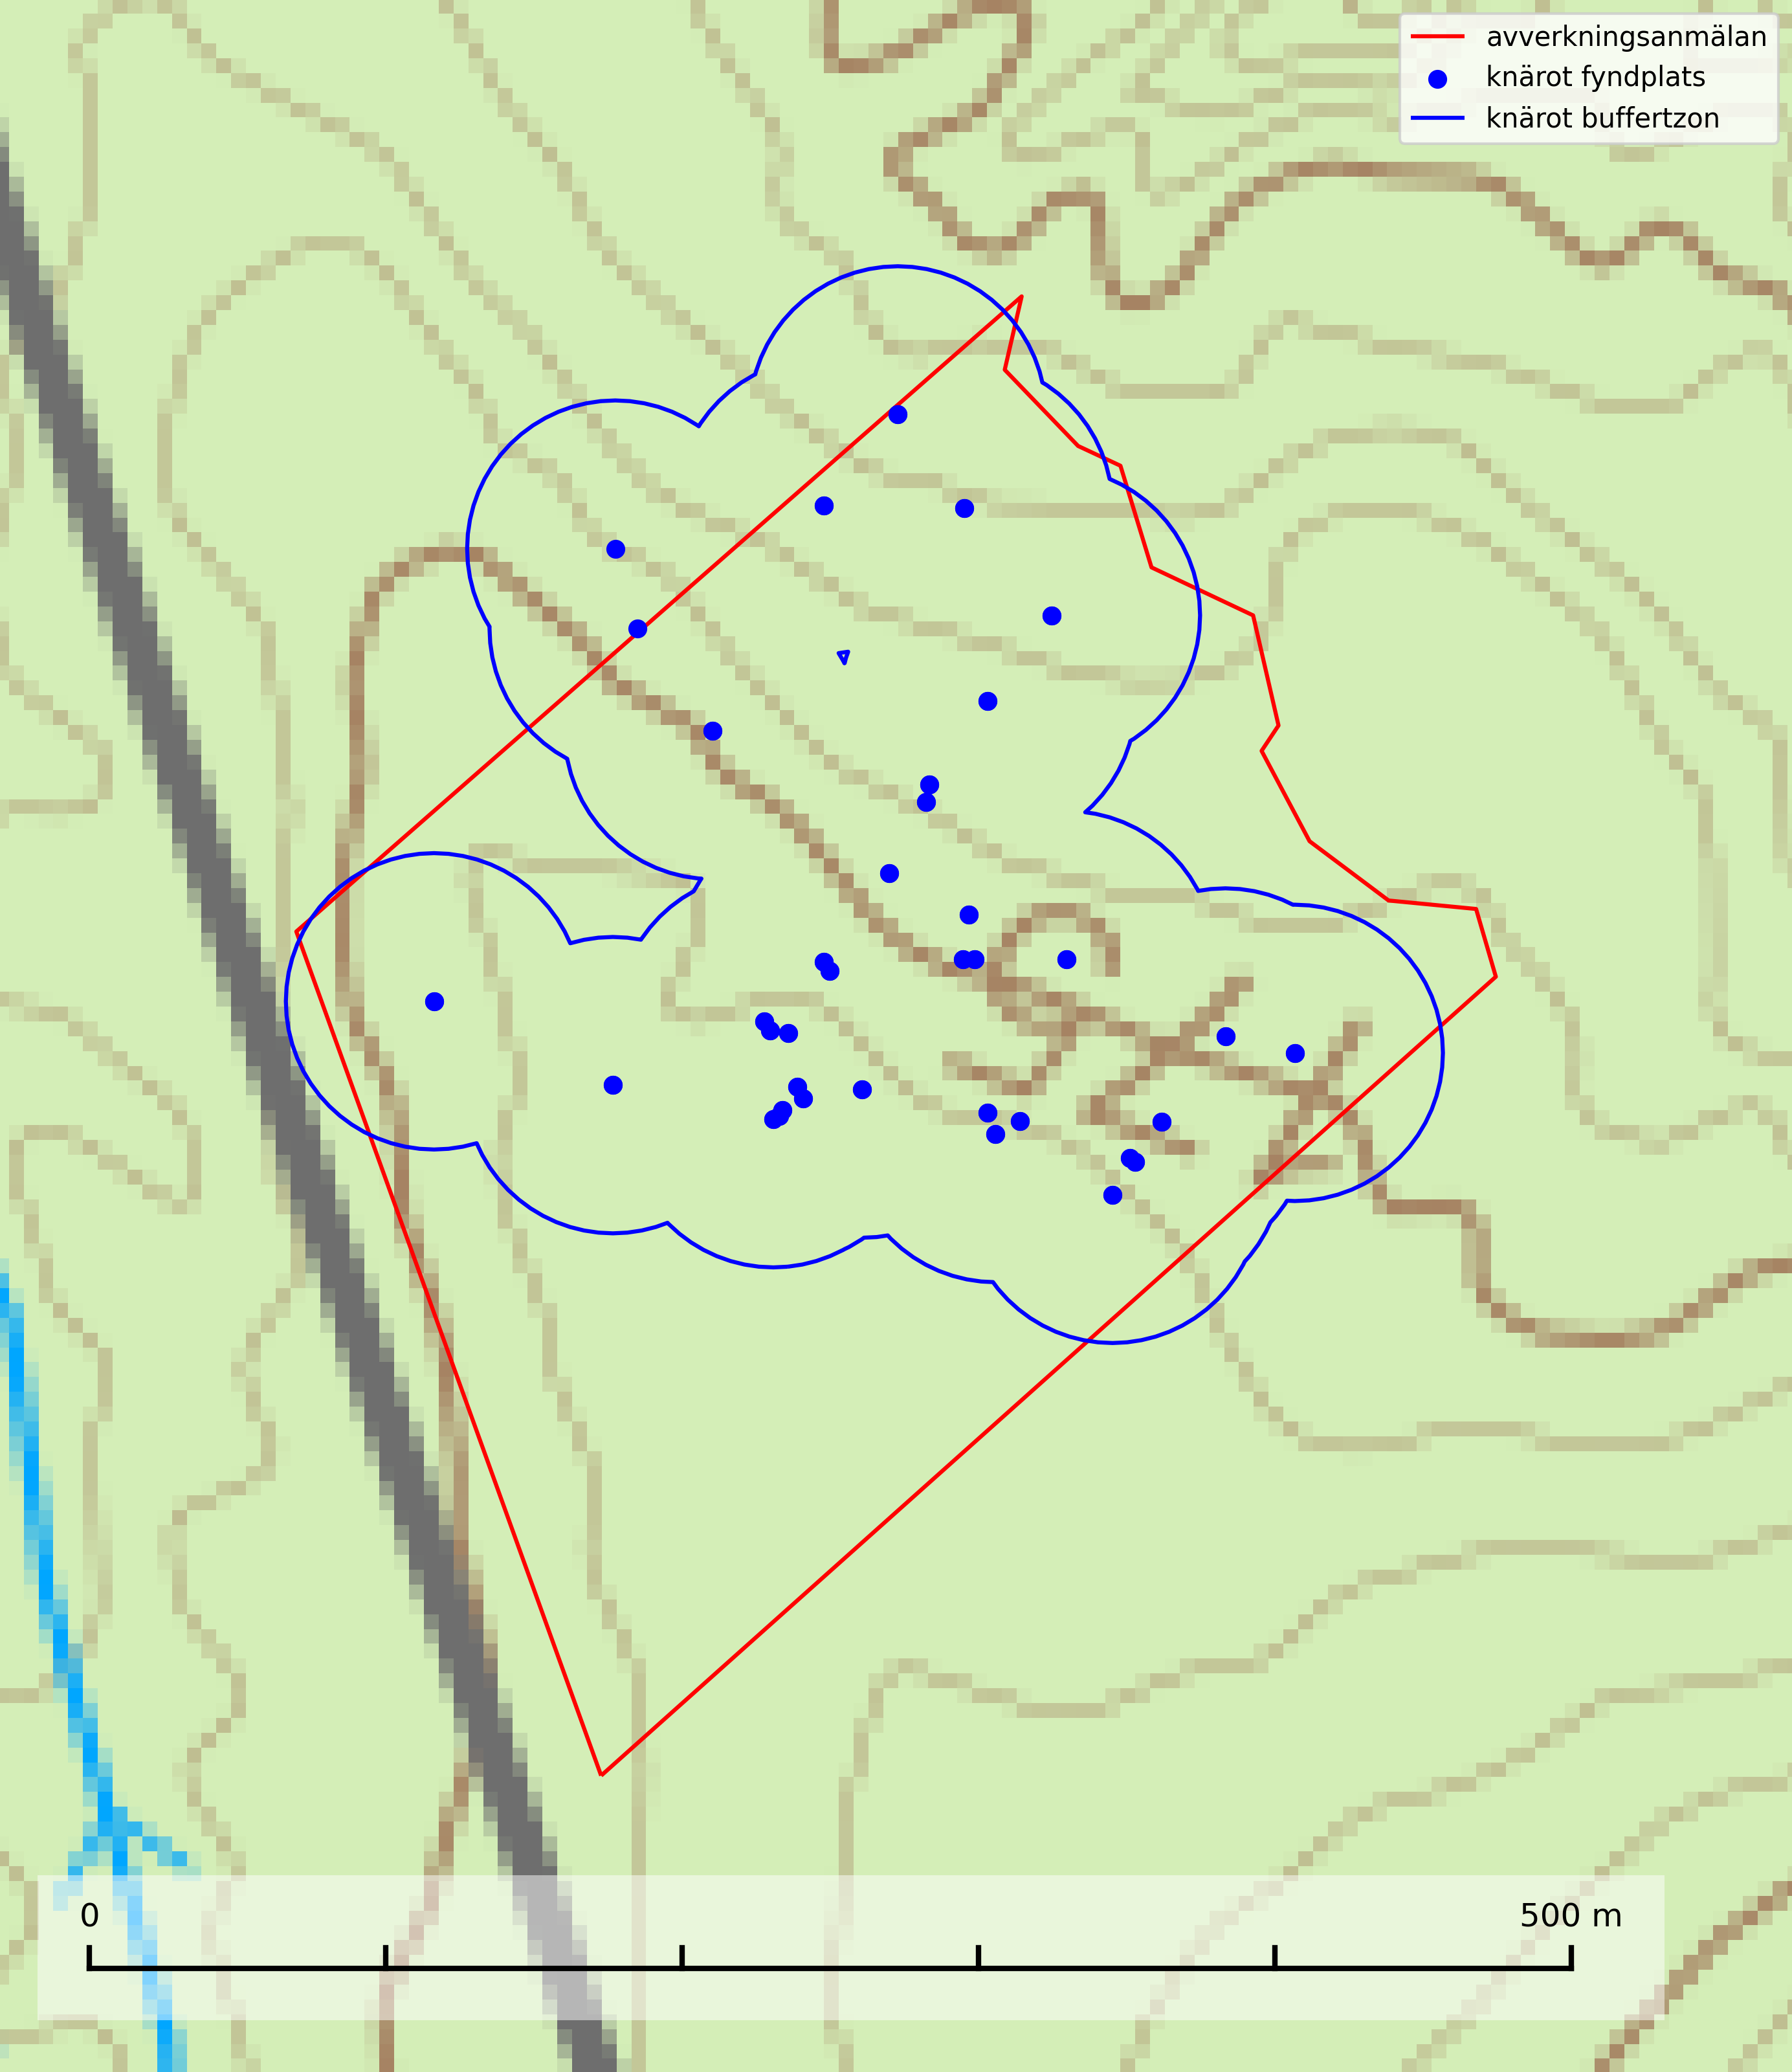 avverkningsanmälan
knärot fyndplats
knärot buffertzon
0 500 m